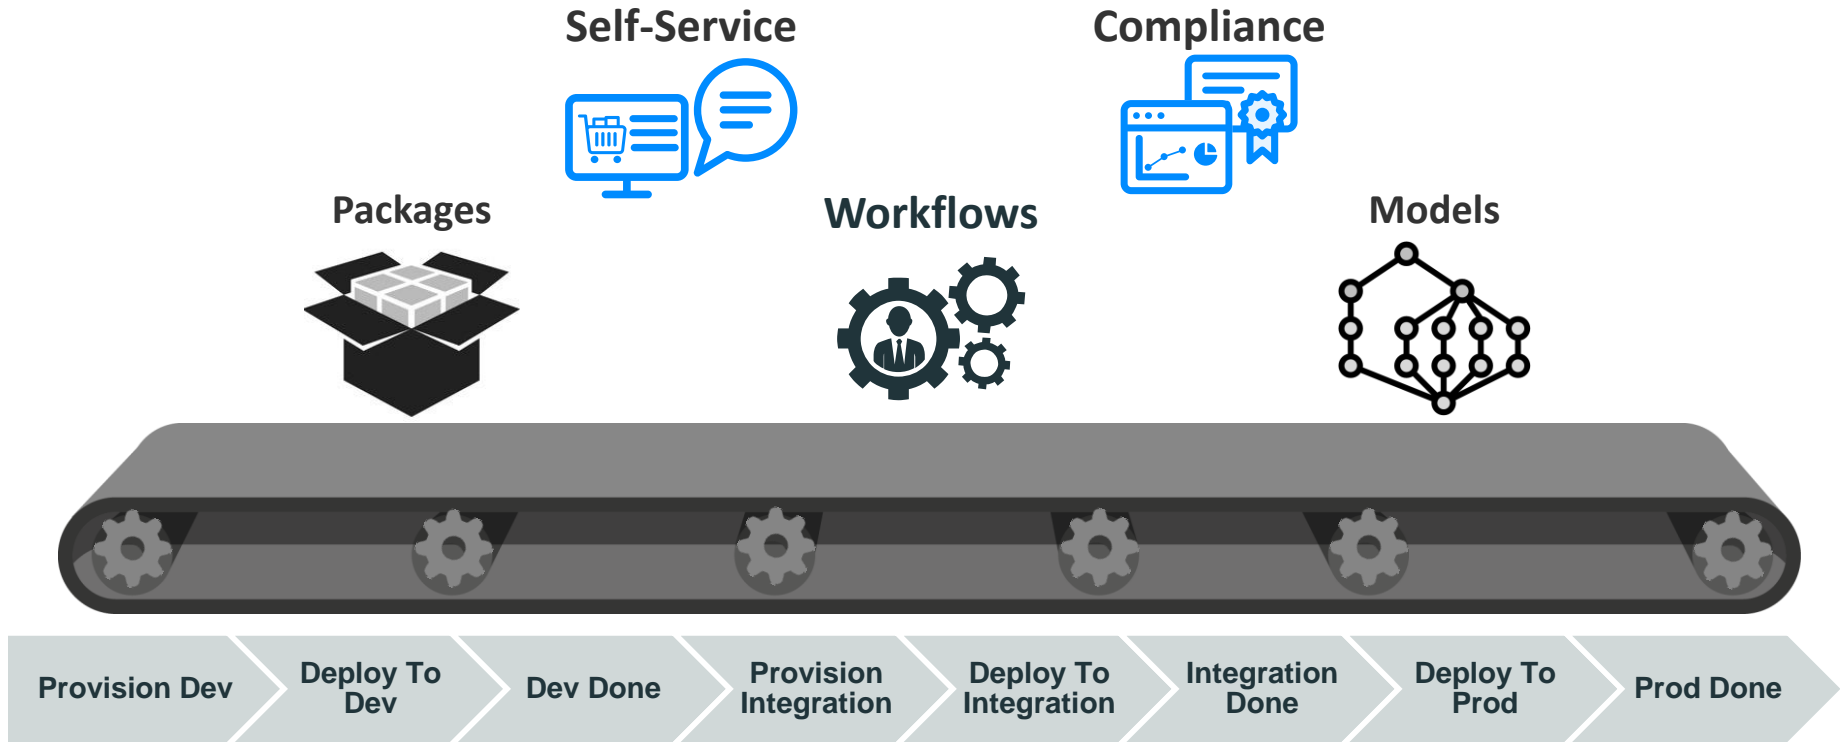 Self-Service
Compliance
Packages
Workflows
Models
Provision Dev
Deploy To
Dev
Dev Done
Provision
Integration
Deploy To
Integration
Integration
Done
Deploy To
Prod
Prod Done